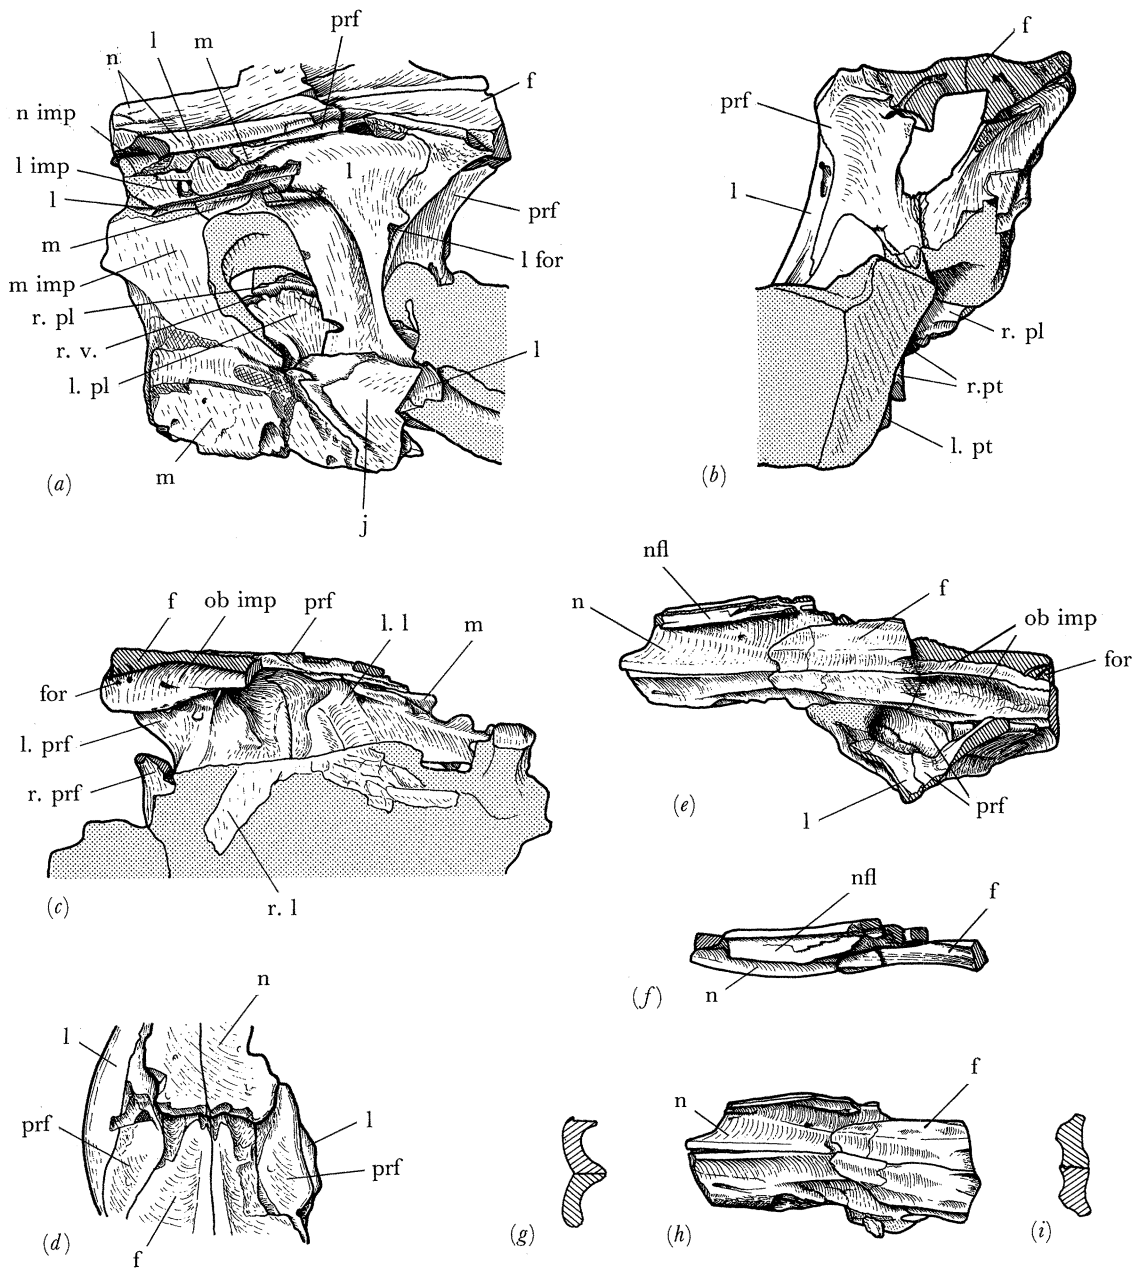 prf
l
m
n
f
n imp
l imp
l
l
prf
m
l for
m imp
r. pl
r. v.
l. pl
l
m
j
(a)
f
prf
l
r. pl
r.pt
l. pt
(b)
f
ob imp
prf
l. l
m
for
l. prf
r. prf
r. l
(c)
nfl
n
f
ob imp
for
prf
l
(e)
nfl
f
n
(f)
n
l
prf
l
prf
f
(d)
(g)
n
f
(h)
(i)